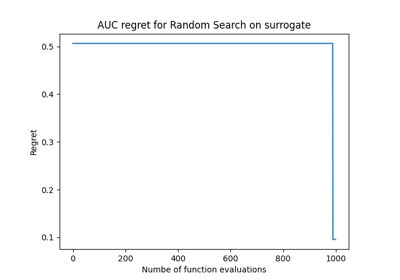 AUC regret for Random Search on surrogate
0.5
0.4
0.3
0.2
0.1
Regret
0 200 400 600 800 1000
Numbe of function evaluations